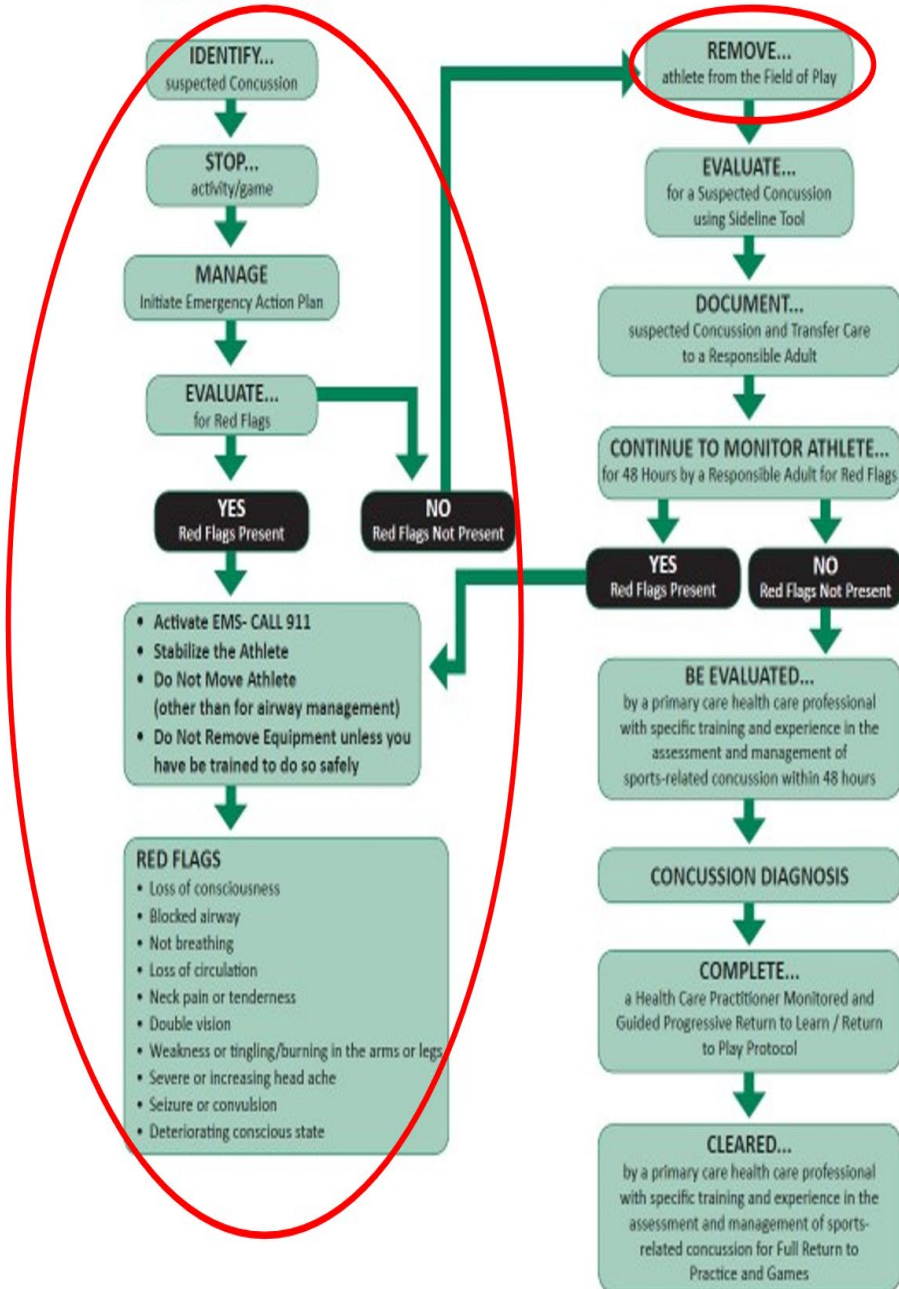 IDENTIFY...
suspected Concussion
STOP...
activity/game
MANAGE
Initiate Emergency Action Plan
EVALUATE...
for Red Flags
YES
Red Flags Present
NO
Red Flags Not Present
• Activate EMS- CALL 911
• Stabilize the Athlete
• Do Not Move Athlete
(other than for airway management)
• Do Not Remove Equipment unless you
have be trained to do so safely
RED FLAGS
• Loss of consciousness
• Blocked airway
• Not breathing
• Loss of circulation
• Neck pain or tenderness
• Double vision
• Weakness or tingling/burning in the arms or legs
• Severe or increasing head ache
• Seizure or convulsion
• Deteriorating conscious state
REMOVE...
athlete from the Field of Play
EVALUATE...
for a Suspected Concussion
using Sideline Tool
DOCUMENT...
suspected Concussion and Transfer Care
to a Responsible Adult
CONTINUE TO MONITOR ATHLETE...
for 48 Hours by a Responsible Adult for Red Flags
YES
Red Flags Present
NO
Red Flags Not Present
BE EVALUATED...
by a primary care health care professional
with specific training and experience in the
assessment and management of
sports-related concussion within 48 hours
CONCUSSION DIAGNOSIS
COMPLETE...
a Health Care Practitioner Monitored and
Guided Progressive Return to Learn / Return
to Play Protocol
CLEARED...
by a primary care health care professional
with specific training and experience in the
assessment and management of sports-
related concussion for Full Return to
Practice and Games